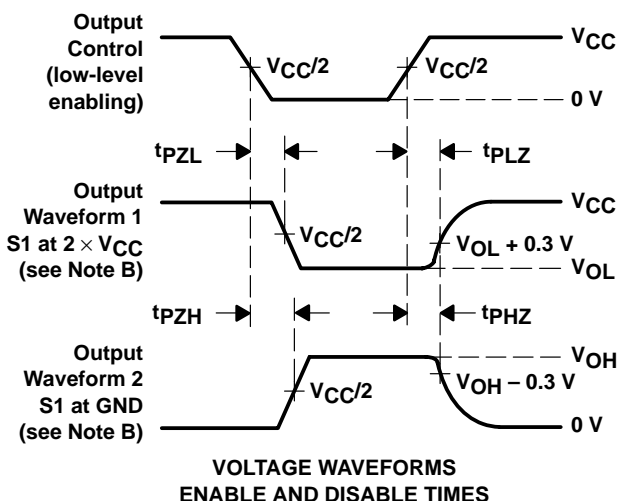 Output
Control
(low-level
enabling)
VCC/2
VCC/2
VCC
0 V
tPZL
tPLZ
Output
Waveform 1
S1 at 2 × VCC
(see Note B)
VCC/2
VCC
VOL + 0.3 V
VOL
tPZH
tPHZ
Output
Waveform 2
S1 at GND
(see Note B)
VCC/2
VOH
VOH – 0.3 V
0 V
VOLTAGE WAVEFORMS
ENABLE AND DISABLE TIMES